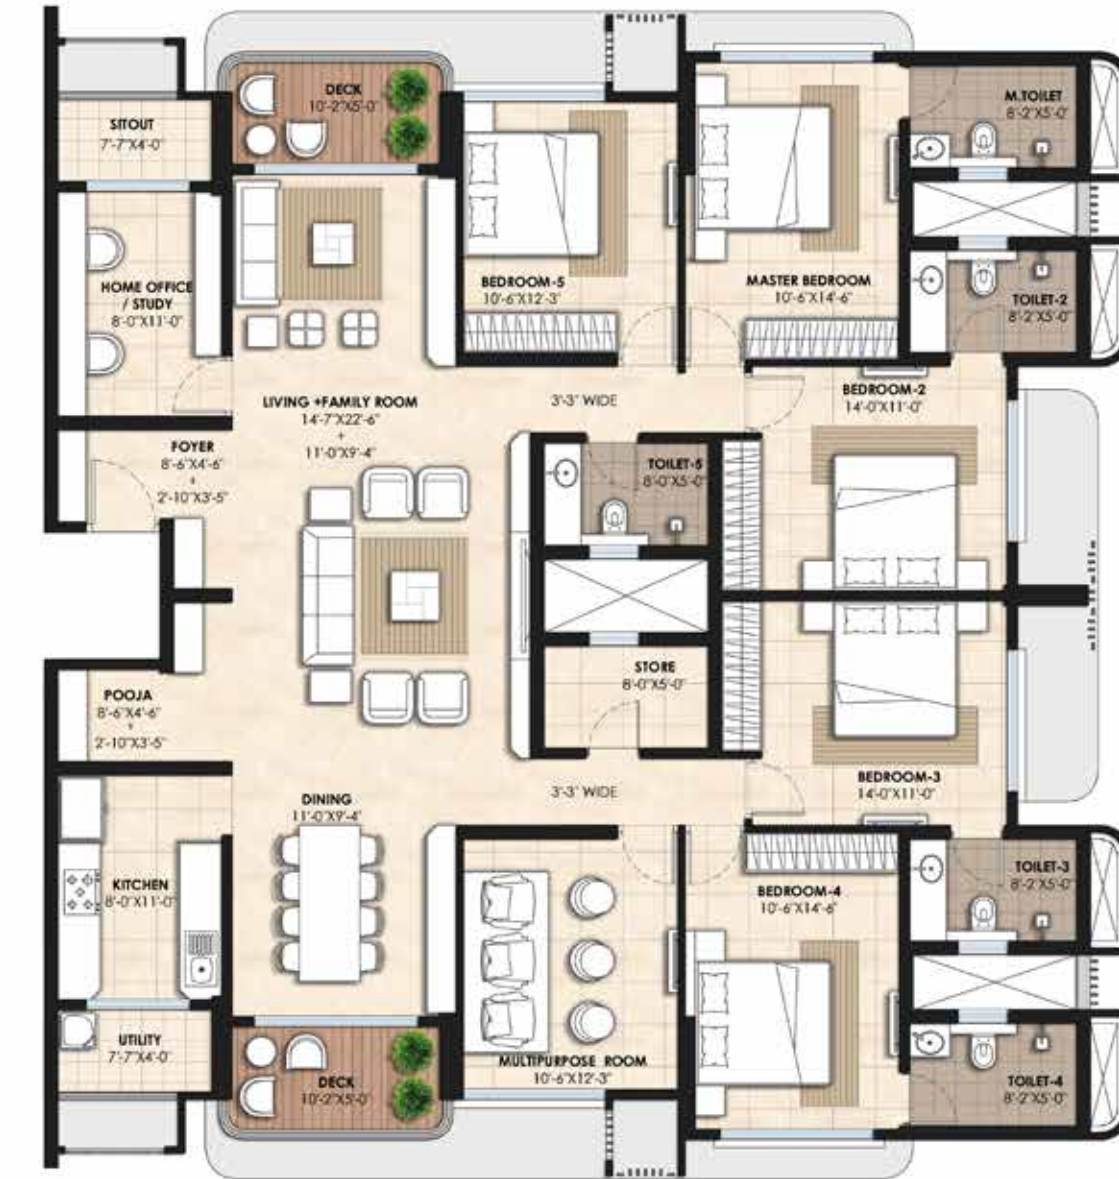 DECK
10'-2"X5'-0"
SITOUT
7'-7"X4'-0"
M.TOILET
8'-2"X5'-0"
HOME OFFICE
/ STUDY
8'-0"X11'-0"
BEDROOM-5
10'-6"X12'-3"
MASTER BEDROOM
10'-6"X14'-6"
TOILET-2
8'-2"X5'-0"
LIVING +FAMILY ROOM
14'-7"X22'-6"
+
11'-0"X9'-4"
3'-3" WIDE
BEDROOM-2
14'-0"X11'-0"
FOYER
8'-6"X4'-6"
+
2'-10"X3'-5"
TOILET-5
8'-0"X5'-0"
STORE
8'-0"X5'-0"
POOJA
8'-6"X4'-6"
+
2'-10"X3'-5"
DINING
11'-0"X9'-4"
3'-3" WIDE
BEDROOM-3
14'-0"X11'-0"
KITCHEN
8'-0"X11'-0"
BEDROOM-4
10'-6"X14'-6"
TOILET-3
8'-2"X5'-0"
UTILITY
7'-7"X4'-0"
DECK
10'-2"X5'-0"
MULTIPURPOSE ROOM
10'-6"X12'-3"
TOILET-4
8'-2"X5'-0"